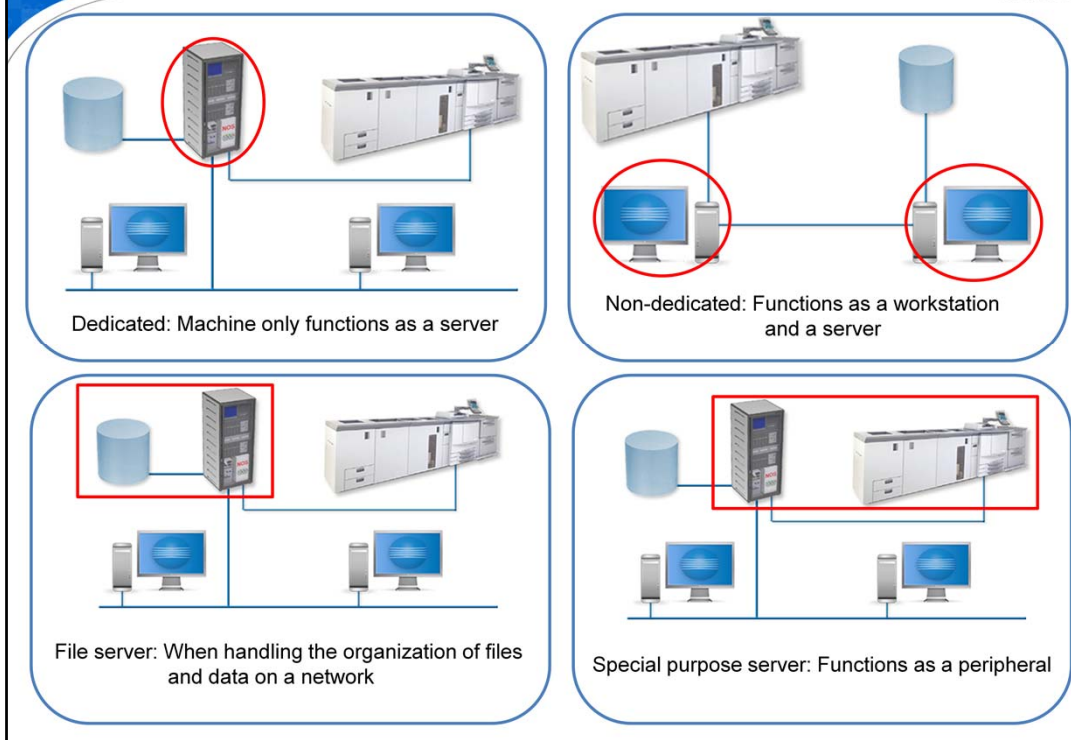 Dedicated: Machine only functions as a server
Non-dedicated: Functions as a workstation
and a server
File server: When handling the organization of files
and data on a network
Special purpose server: Functions as a peripheral